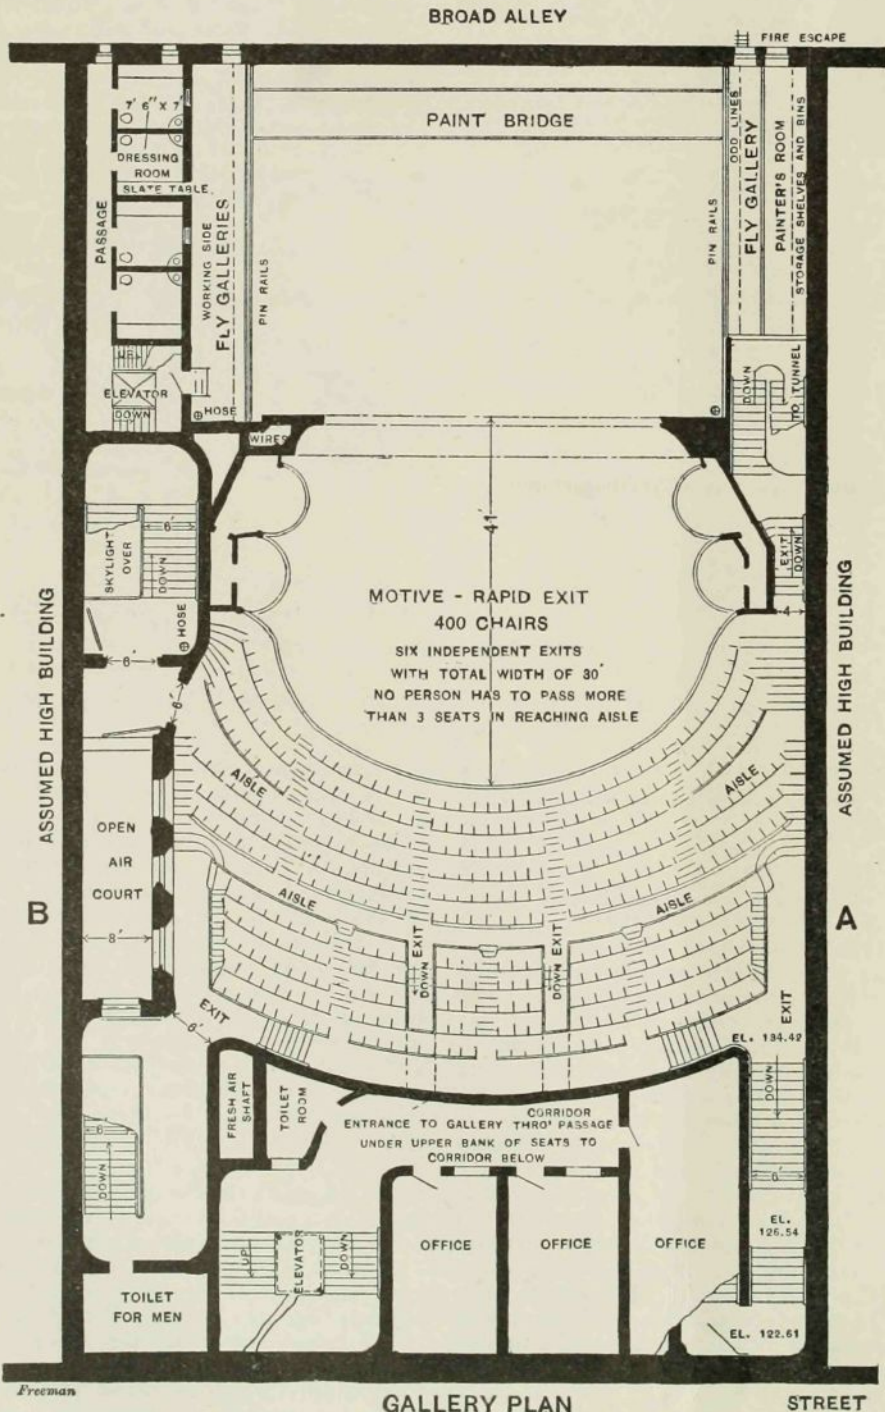 BROAD ALLEY
FIRE ESCAPE
7' 6" X 7'
DRESSING
ROOM
SLATE TABLE
PASSAGE
WORKING SIDE
FLY GALLERIES
PIN RAILS
PAINT BRIDGE
PIN RAILS
ODD LINES
FLY GALLERY
PAINTER'S ROOM
STORAGE SHELVES AND BINS
UP
ELEVATOR
DOWN
HOSE
WIRES
DOWN
TO TUNNEL
SKYLIGHT
OVER
6'
DOWN
HOSE
6'
6'
41'
EXIT
DOWN
4
MOTIVE - RAPID EXIT
400 CHAIRS
SIX INDEPENDENT EXITS
WITH TOTAL WIDTH OF 30'
NO PERSON HAS TO PASS MORE
THAN 3 SEATS IN REACHING AISLE
ASSUMED HIGH BUILDING
ASSUMED HIGH BUILDING
AISLE
AISLE
OPEN
AIR
COURT
8'
B
A
AISLE
AISLE
EXIT
DOWN
EXIT
DOWN
EXIT
6'
EXIT
EL. 134.42
DOWN
6'
FRESH AIR
SHAFT
TOILET
ROOM
CORRIDOR
ENTRANCE TO GALLERY THRO' PASSAGE
UNDER UPPER BANK OF SEATS TO
CORRIDOR BELOW
6
DOWN
EL.
126.54
UP
ELEVATOR
DOWN
OFFICE
OFFICE
OFFICE
TOILET
FOR MEN
EL. 122.61
Freeman
GALLERY PLAN
STREET